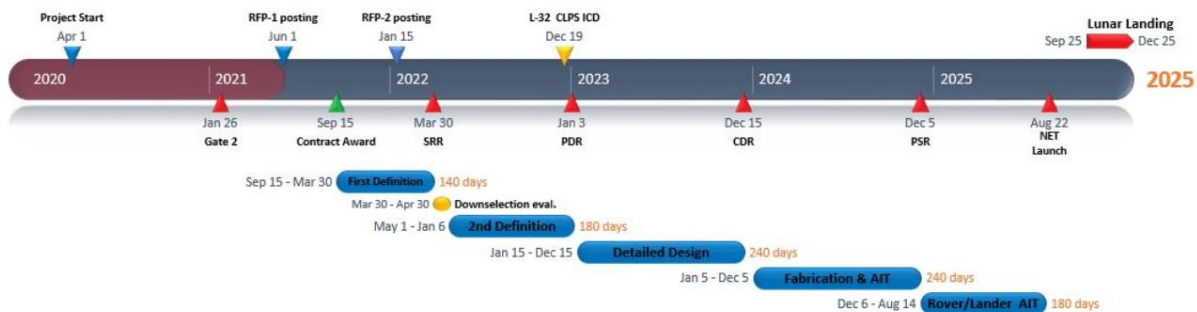 Project Start
Apr 1
RFP-1 posting
Jun 1
RFP-2 posting
Jan 15
L-32 CLPS ICD
Dec 19
Lunar Landing
Sep 25
Dec 25
2020
2021
2022
2023
2024
2025
2025
Jan 26
Gate 2
Sep 15
Contract Award
Mar 30
SRR
Jan 3
PDR
Dec 15
CDR
Dec 5
PSR
Aug 22
NET
Launch
Sep 15 - Mar 30 First Definition 140 days
Mar 30 - Apr 30 Downselection eval.
May 1 - Jan 6 2nd Definition 180 days
Jan 15 - Dec 15 Detailed Design 240 days
Jan 5 - Dec 5 Fabrication & AIT 240 days
Dec 6 - Aug 14 Rover/Lander AIT 180 days